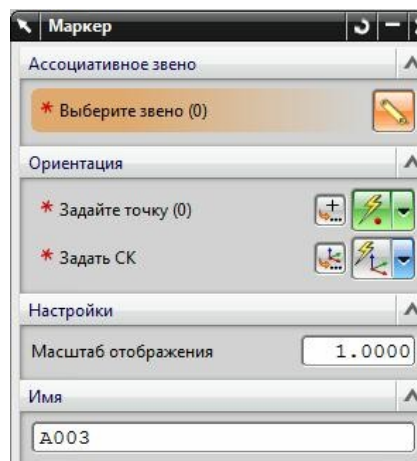 Маркер
Ассоциативное звено
* Выберите звено (0)
Ориентация
* Задайте точку (0)
* Задать СК
Настройки
Масштаб отображения 1.0000
Имя
A003